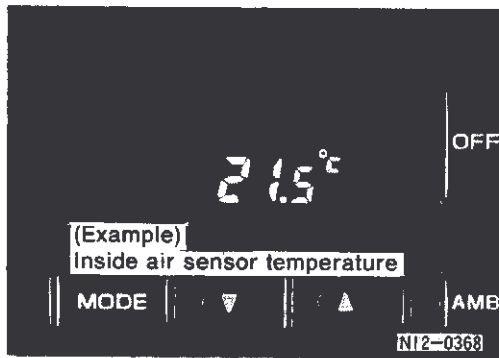 OFF
21.5°C
(Example)
Inside air sensor temperature
MODE ▼ ▲ AMB
N12-0368